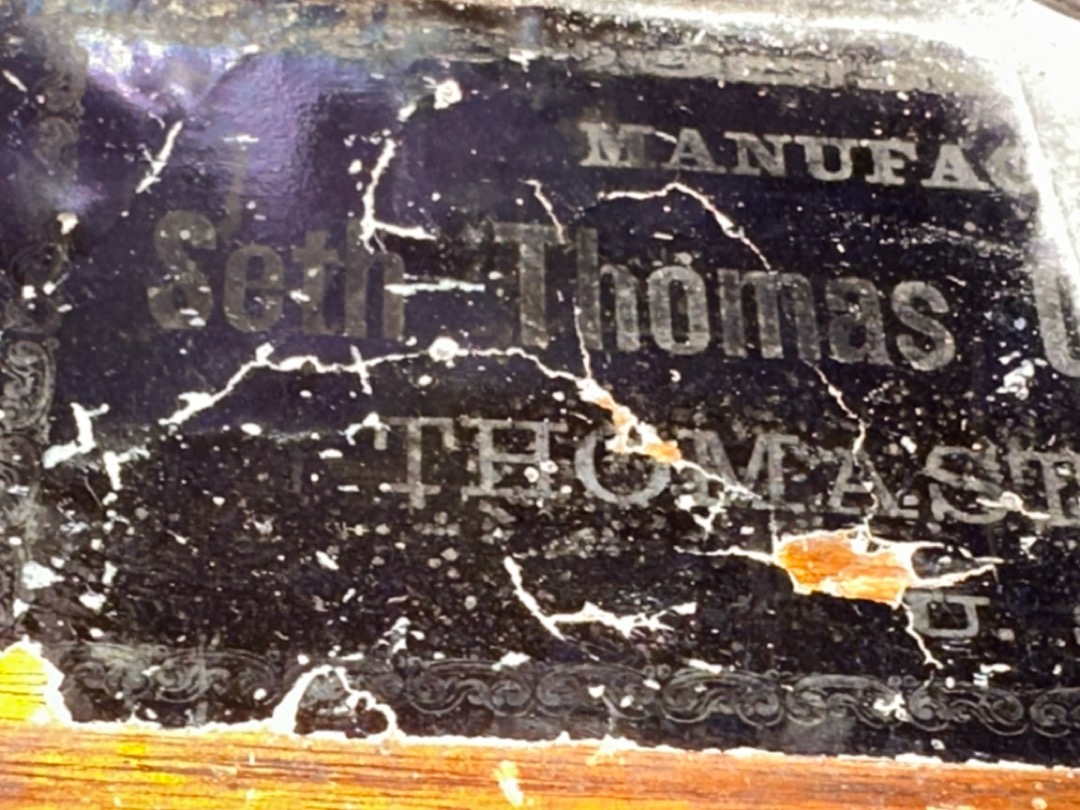 MANUFAC
Seth Thomas C
THOMAST
U.